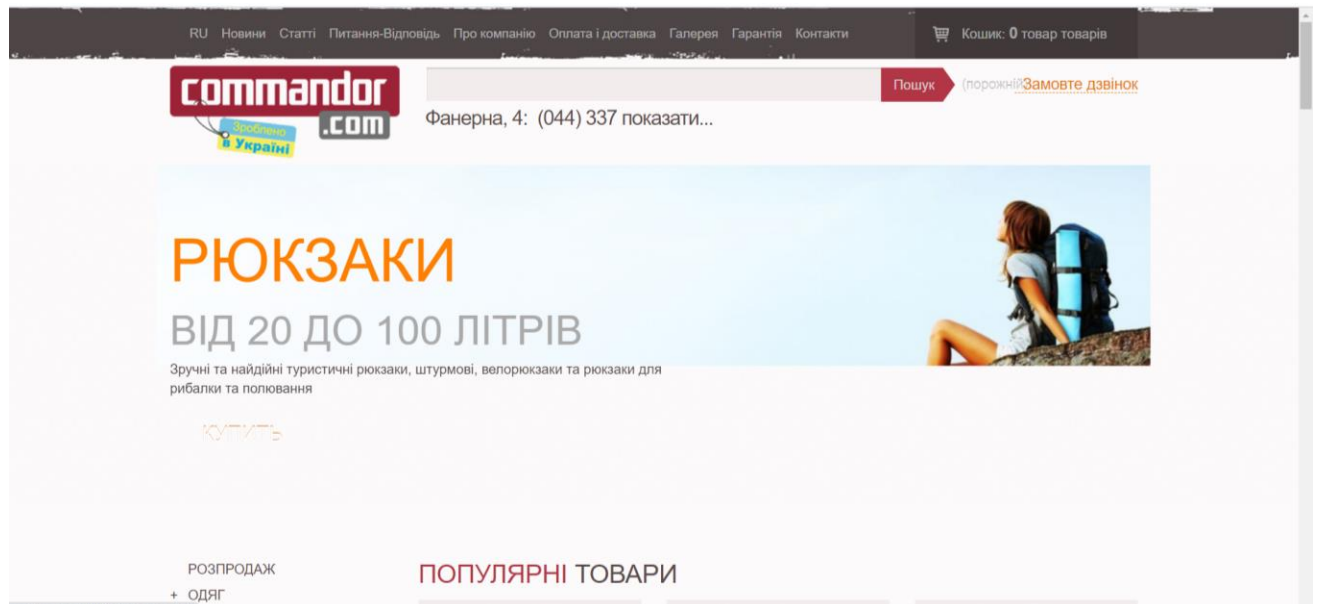 RU Новини Статті Питання-Відповідь Про компанію Оплата і доставка Галерея Гарантія Контакти Кошик: 0 товар товарів
commandor
.com
Зроблено
в Україні
Пошук
(порожній
Замовте дзвінок
Фанерна, 4: (044) 337 показати...
РЮКЗАКИ
ВІД 20 ДО 100 ЛІТРІВ
Зручні та найдійні туристичні рюкзаки, штурмові, велорюкзаки та рюкзаки для
рибалки та полювання
КУПИТЬ
РОЗПРОДАЖ
+ ОДЯГ
ПОПУЛЯРНІ ТОВАРИ